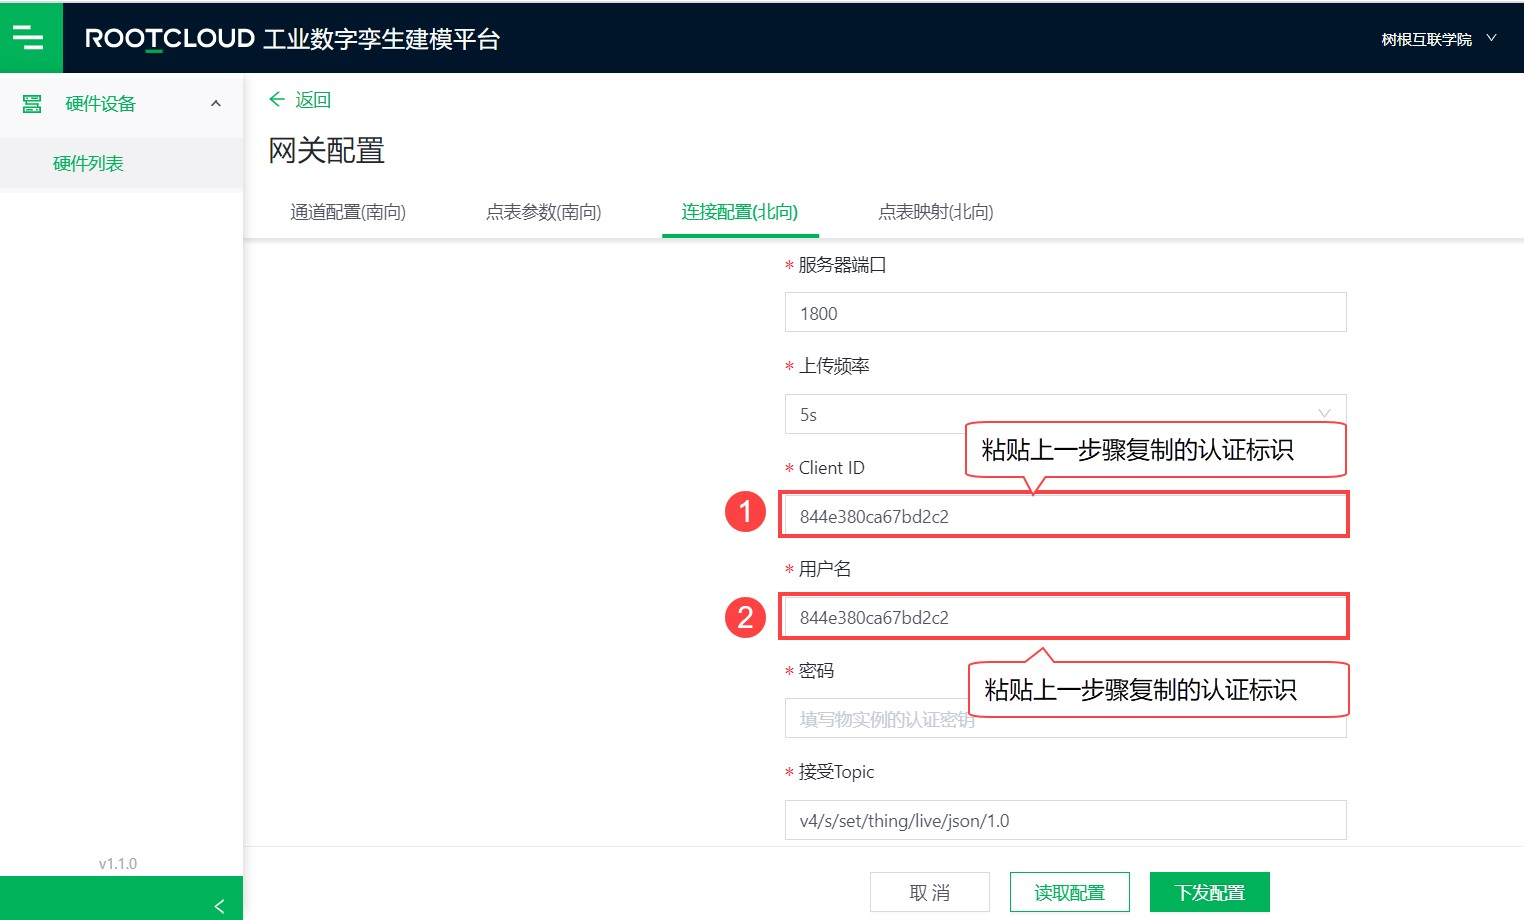 ROOTCLOUD 工业数字孪生建模平台
树根互联学院
硬件设备
硬件列表
返回
网关配置
通道配置(南向)
点表参数(南向)
连接配置(北向)
点表映射(北向)
* 服务器端口
1800
* 上传频率
5s
粘贴上一步骤复制的认证标识
* Client ID
1
844e380ca67bd2c2
* 用户名
2
844e380ca67bd2c2
* 密码
粘贴上一步骤复制的认证标识
填写物实例的认证密钥
* 接受Topic
v4/s/set/thing/live/json/1.0
v1.1.0
取 消
读取配置
下发配置